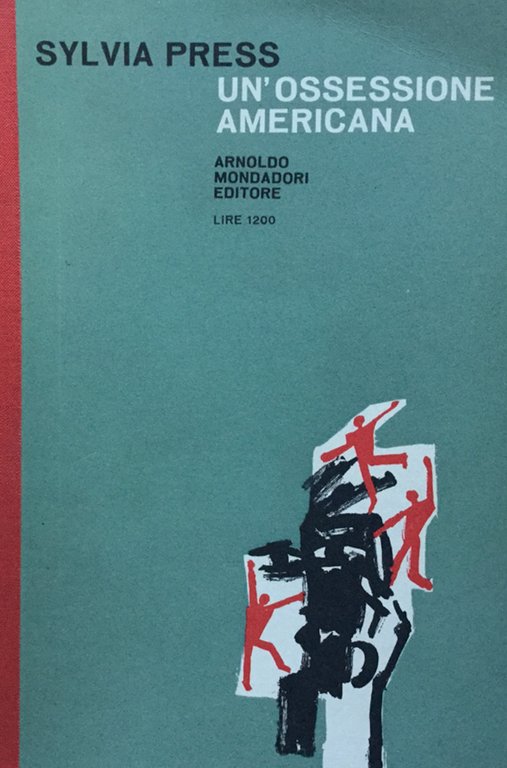 SYLVIA PRESS
UN'OSSESSIONE
AMERICANA
ARNOLDO
MONDADORI
EDITORE
LIRE 1200